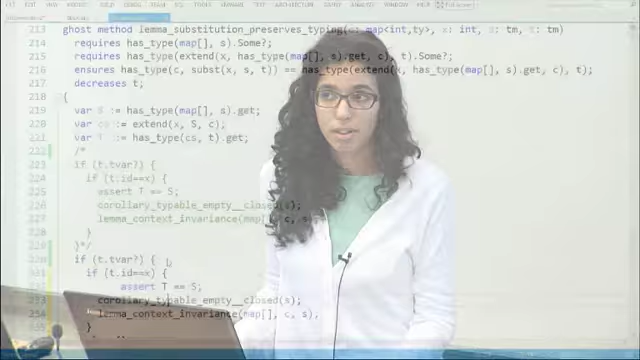 213 ghost method lemma_substitution_preserves_typing(c: map<int,ty>, x: int, s: tm, t: tm)
214 requires has_type(map[], s).Some?;
215 requires has_type(extend(x, has_type(map[], s).get, c), t).Some?;
216 ensures has_type(c, subst(x, s, t)) == has_type(extend(x, has_type(map[], s).get, c), t);
217 decreases t;
218 {
219 var S := has_type(map[], s).get;
220 var cs := extend(x, S, c);
221 var T := has_type(cs, t).get;
222 /*
223 if (t.tvar?) {
224 if (t.id==x) {
225 assert T == S;
226 corollary_typable_empty__closed(s);
227 lemma_context_invariance(map[], c, s
228 }
229 }*/
230 if (t.tvar?) {
231 if (t.id==x) {
232 assert T == S;
233 corollary_typable_empty__closed(s);
234 lemma_context_invariance(map[], c, s);
235 }